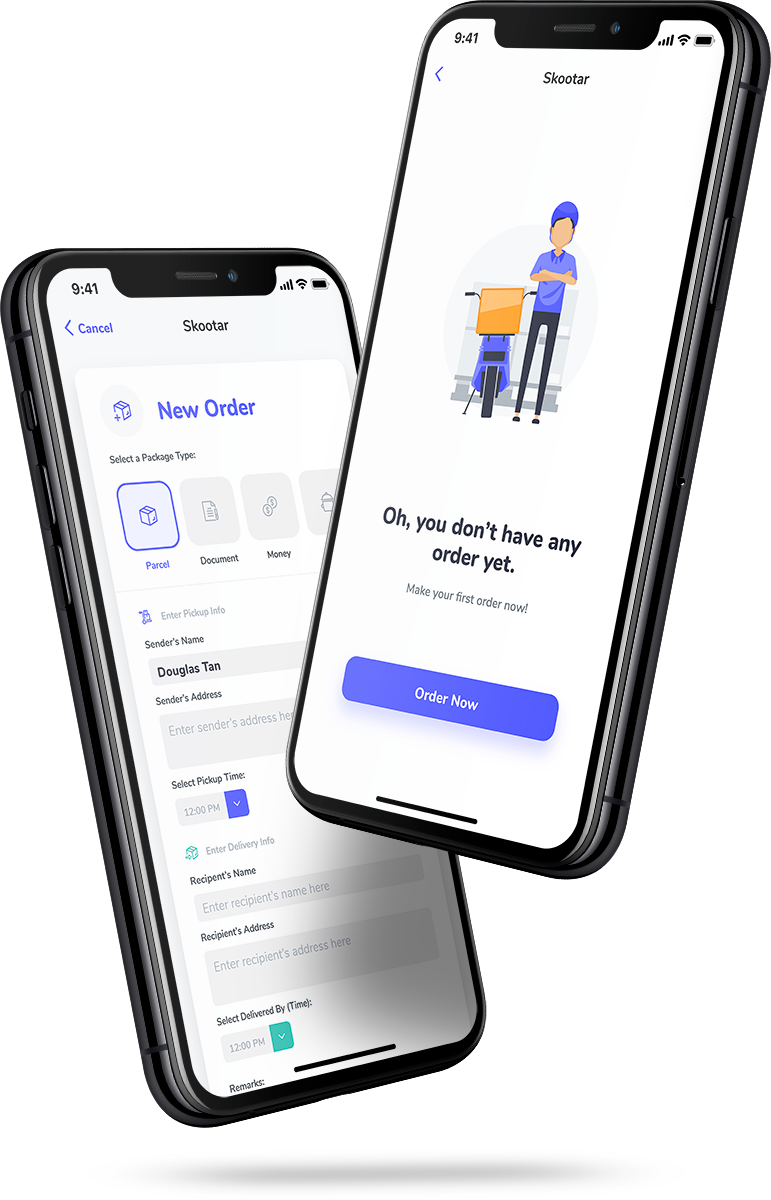 9:41
Skootar
Oh, you don't have any
order yet.
Make your first order now!
Order Now
9:41
Cancel
Skootar
New Order
Select a Package Type:
Parcel
Document
Money
Enter Pickup Info
Sender's Name
Douglas Tan
Sender's Address
Enter sender's address her
Select Pickup Time:
12:00 PM
Enter Delivery Info
Recipent's Name
Enter recipient's name here
Recipient's Address
Enter recipient's address here
Select Delivered By (Time):
12:00 PM
Remarks: